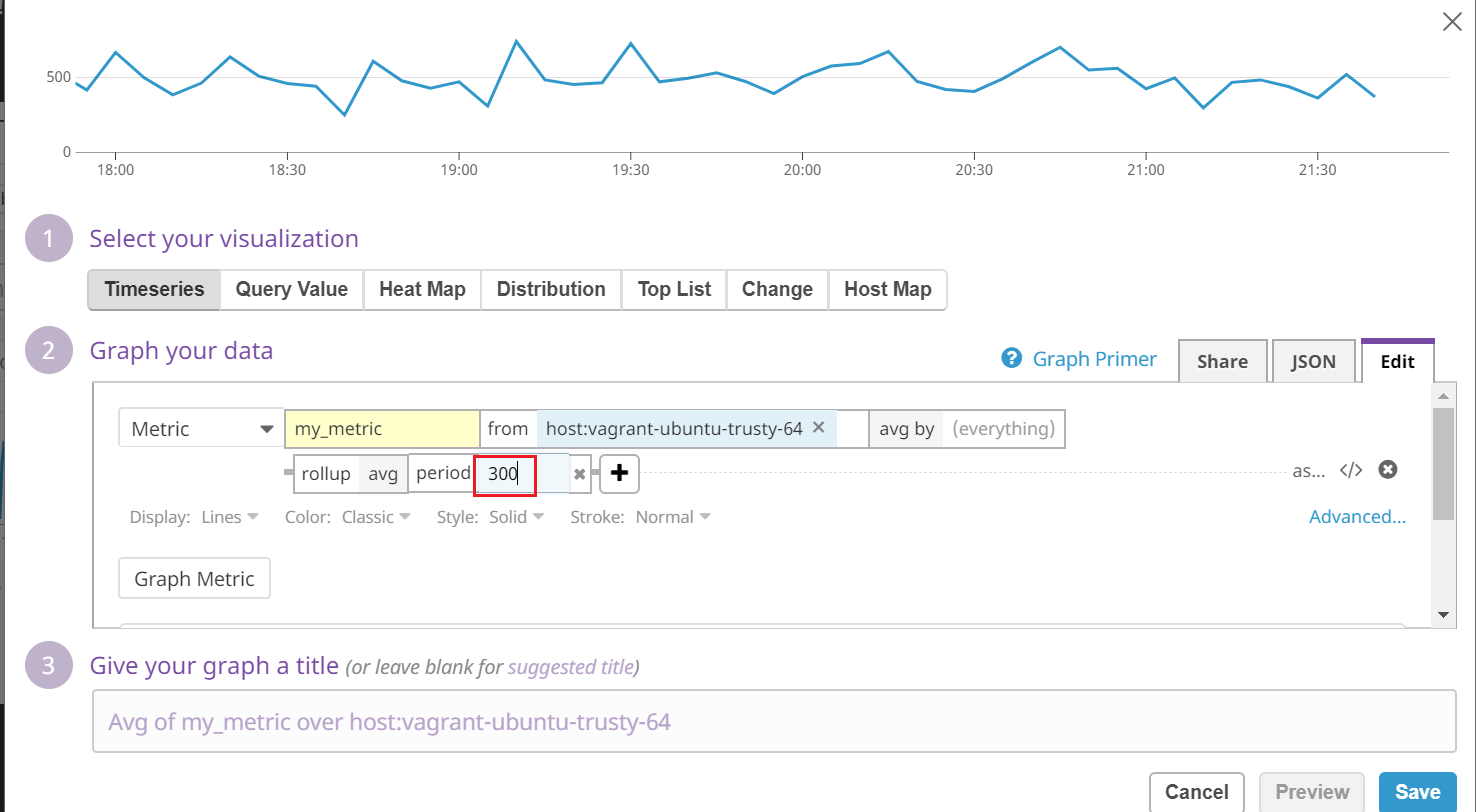 500
0
18:00 18:30 19:00 19:30 20:00 20:30 21:00 21:30
1 Select your visualization
Timeseries Query Value Heat Map Distribution Top List Change Host Map
2 Graph your data
? Graph Primer Share JSON Edit
Metric my_metric from host:vagrant-ubuntu-trusty-64 × avg by (everything)
rollup avg period 300 × + as... </> ×
Display: Lines Color: Classic Style: Solid Stroke: Normal Advanced...
Graph Metric
3 Give your graph a title (or leave blank for suggested title)
Avg of my_metric over host:vagrant-ubuntu-trusty-64
Cancel Preview Save